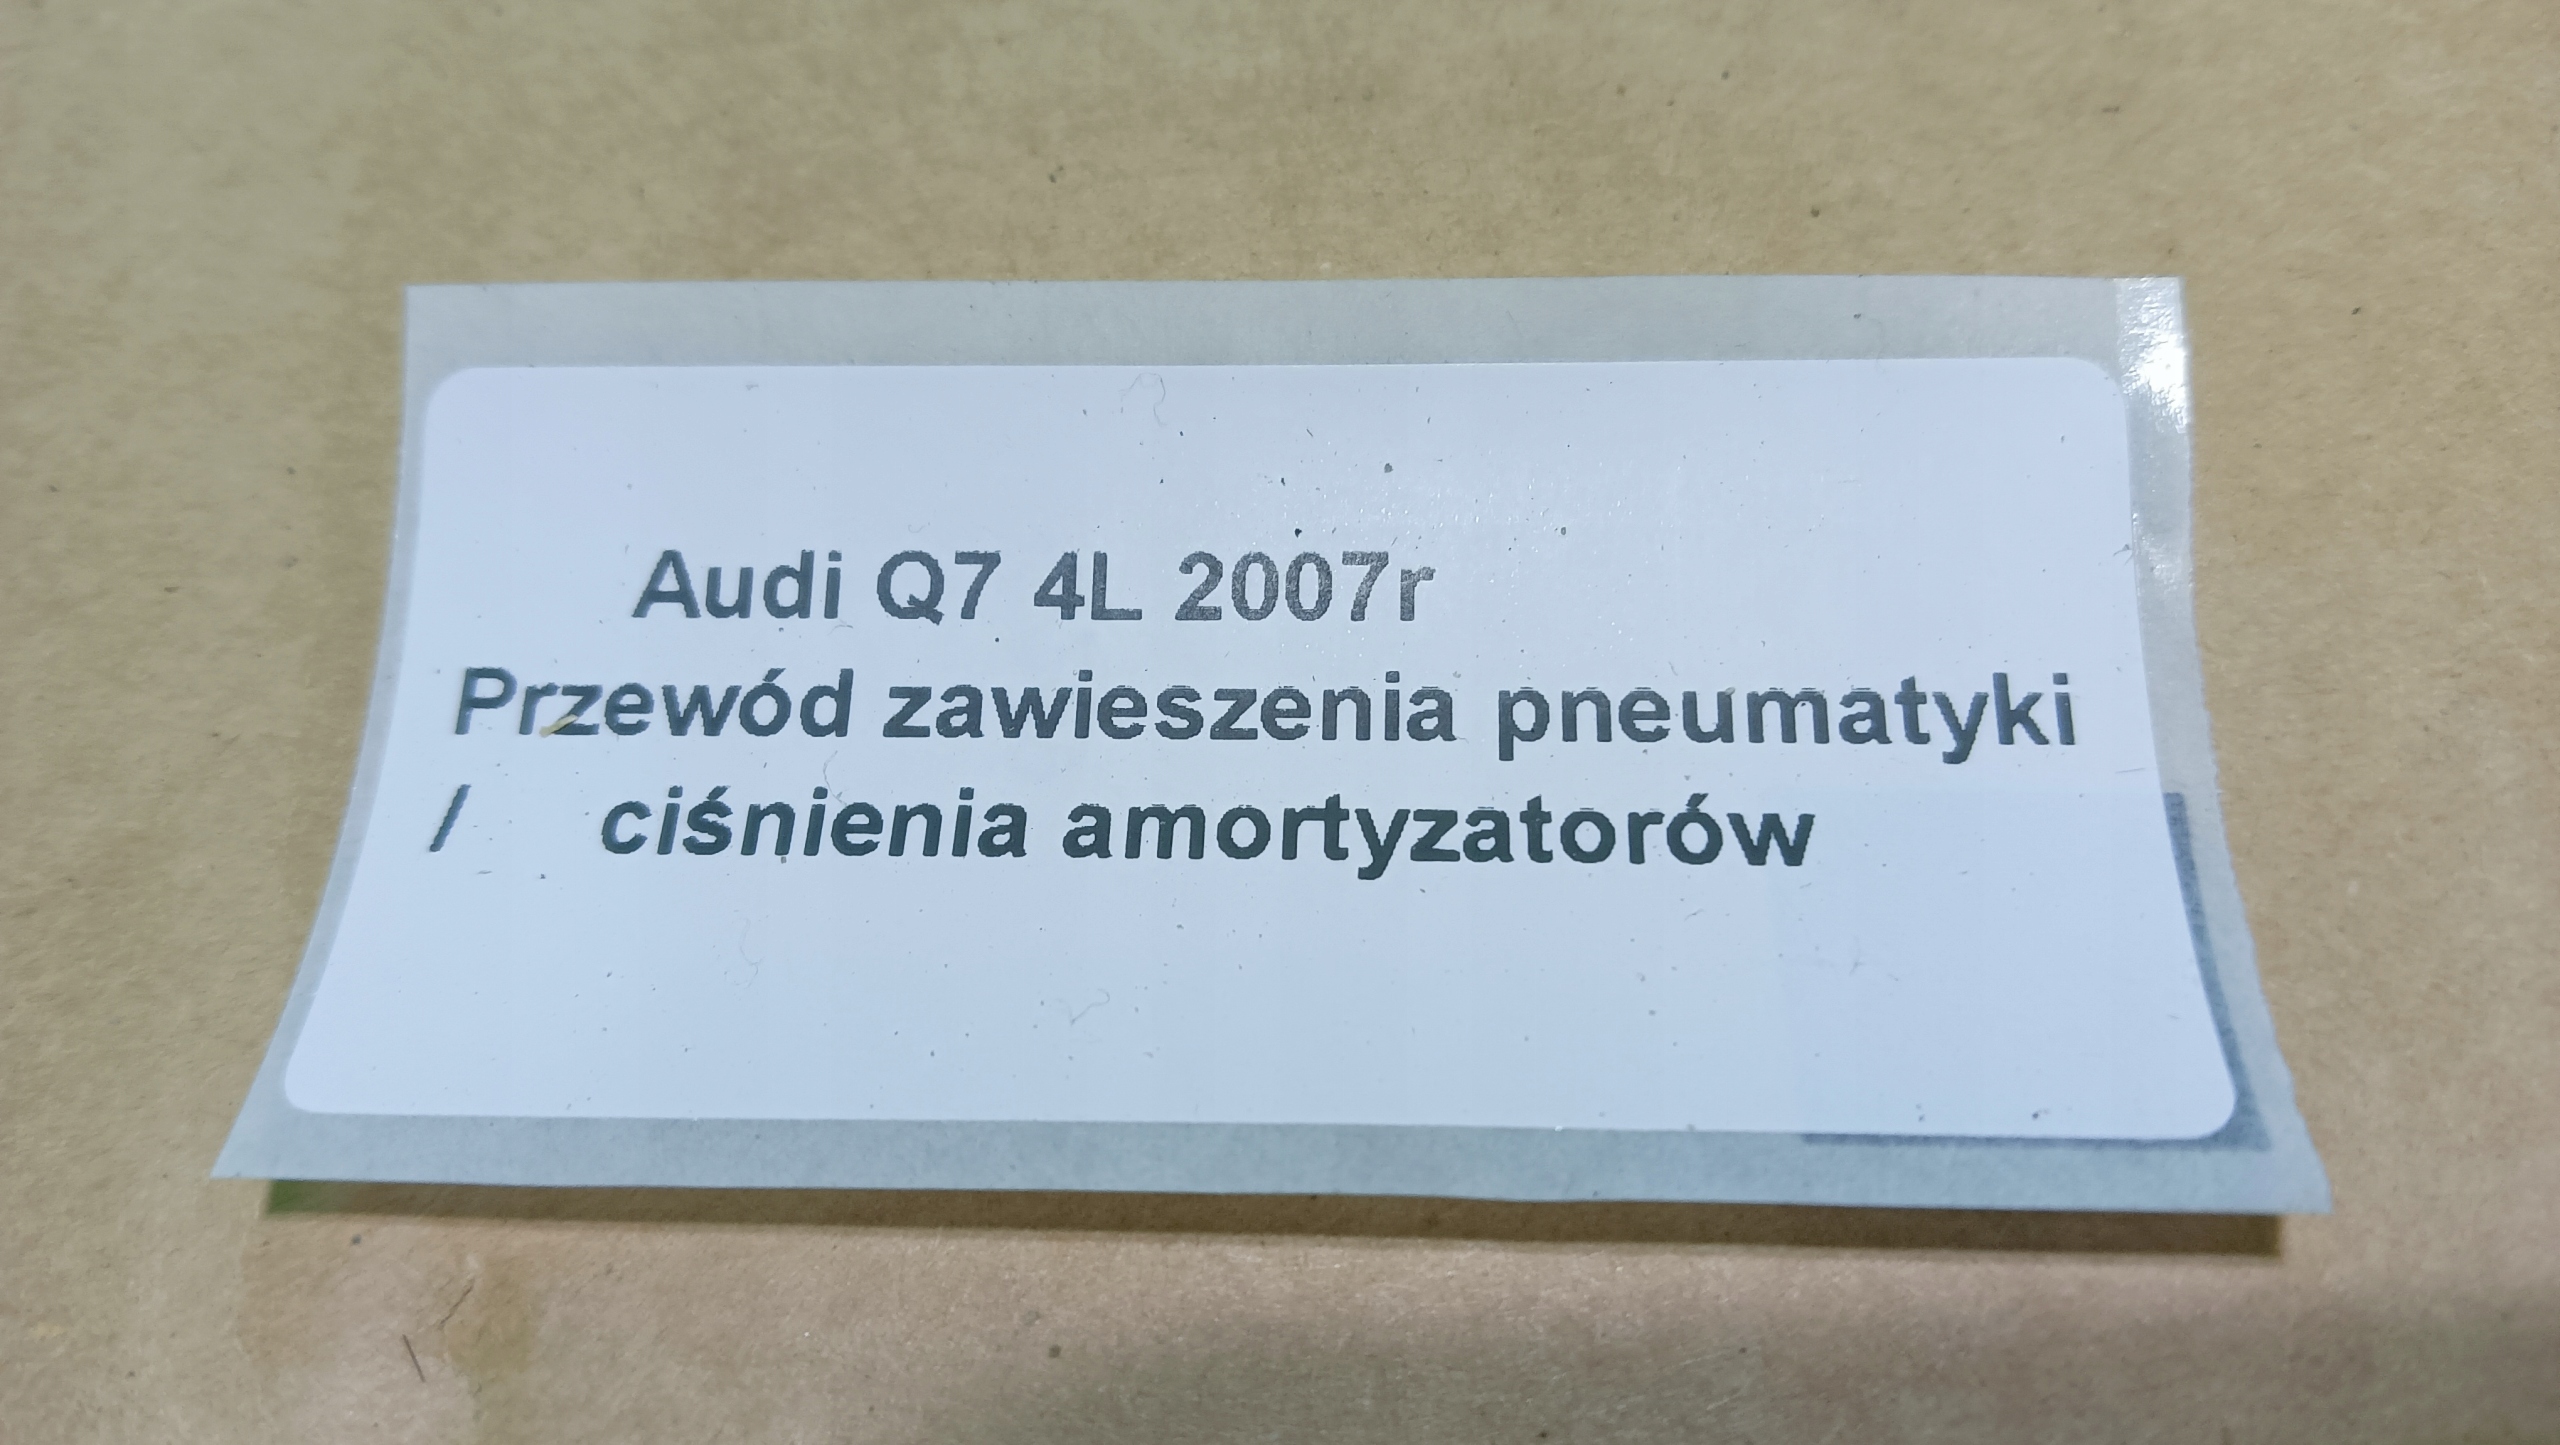 Audi Q7 4L 2007r
Przewód zawieszenia pneumatyki
/ ciśnienia amortyzatorów